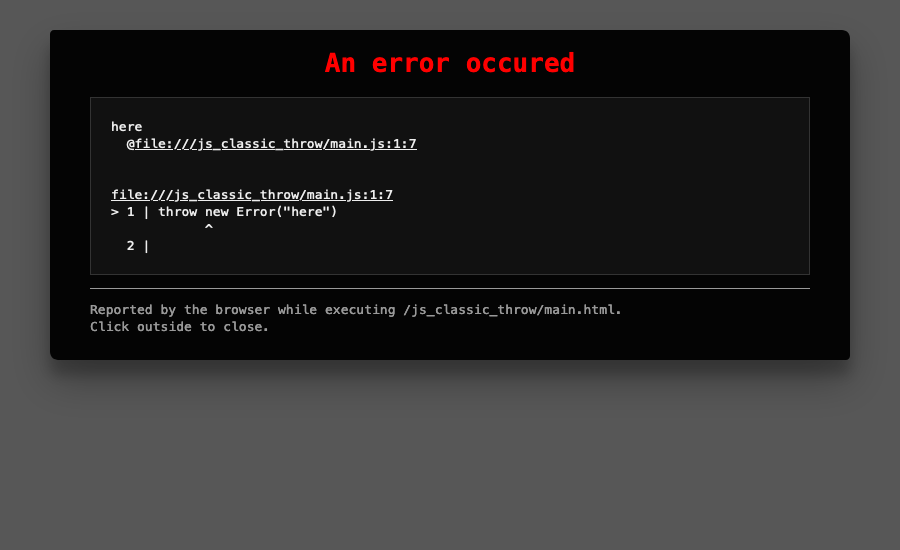 An error occured
here
  @file:///js_classic_throw/main.js:1:7
file:///js_classic_throw/main.js:1:7
> 1 | throw new Error("here")
            ^
  2 |
Reported by the browser while executing /js_classic_throw/main.html.
Click outside to close.